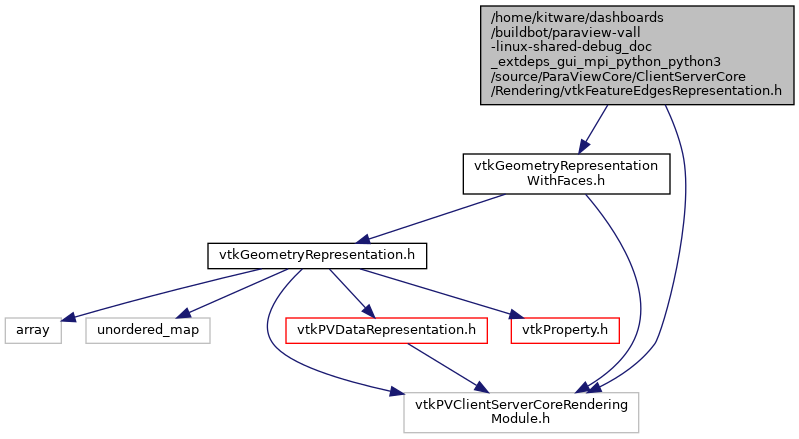 /home/kitware/dashboards
/buildbot/paraview-vall
-linux-shared-debug_doc
_extdeps_gui_mpi_python_python3
/source/ParaViewCore/ClientServerCore
/Rendering/vtkFeatureEdgesRepresentation.h
vtkGeometryRepresentation
WithFaces.h
vtkGeometryRepresentation.h
array
unordered_map
vtkPVDataRepresentation.h
vtkProperty.h
vtkPVClientServerCoreRendering
Module.h